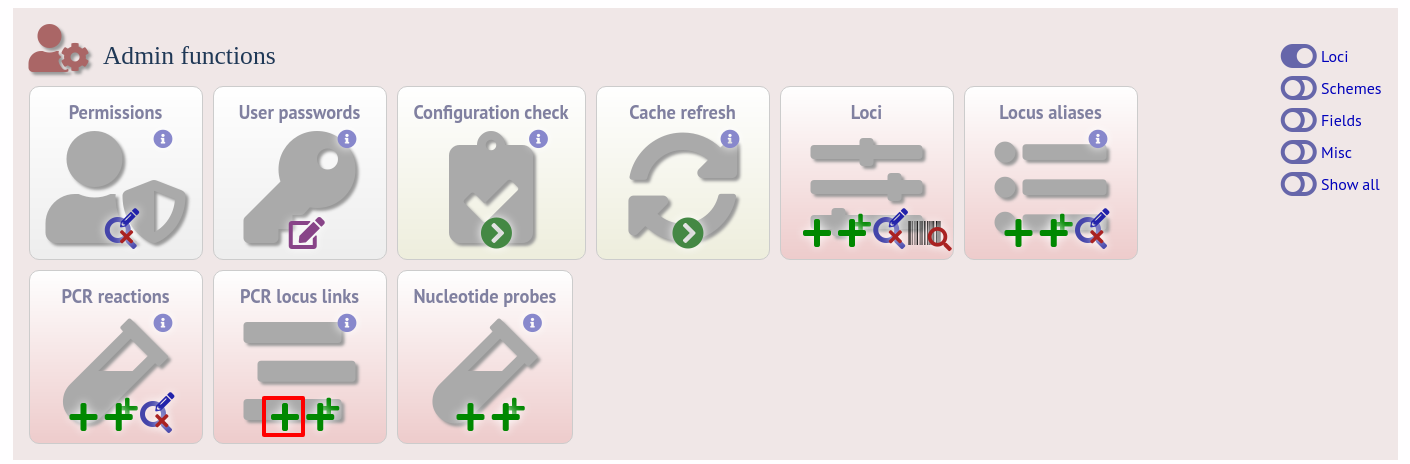 Admin functions
Loci
Schemes
Fields
Misc
Show all
Permissions
User passwords
Configuration check
Cache refresh
Loci
Locus aliases
PCR reactions
PCR locus links
Nucleotide probes